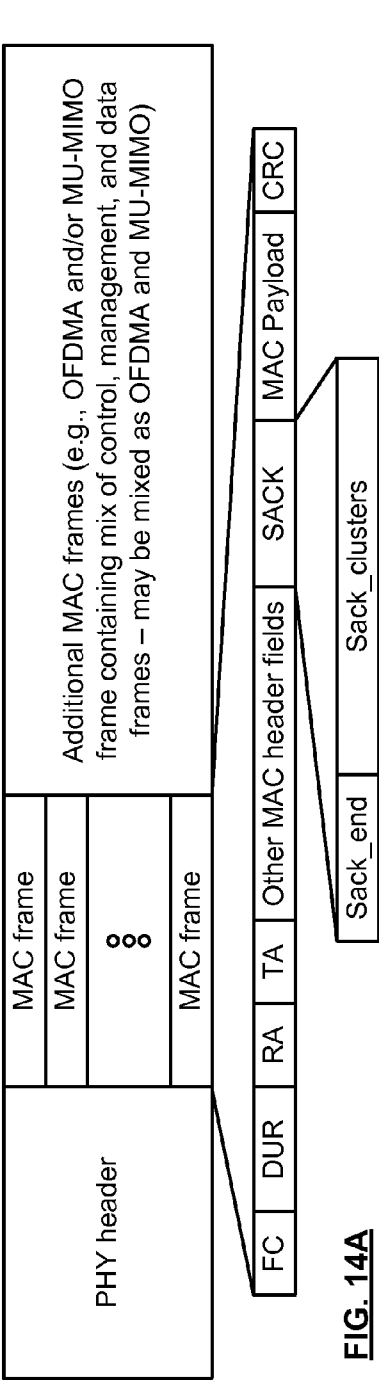 PHY header
MAC frame
MAC frame
MAC frame
Additional MAC frames (e.g., OFDMA and/or MU-MIMO
frame containing mix of control, management, and data
frames – may be mixed as OFDMA and MU-MIMO)
FC DUR RA TA Other MAC header fields SACK MAC Payload CRC
Sack_end Sack_clusters
FIG. 14A